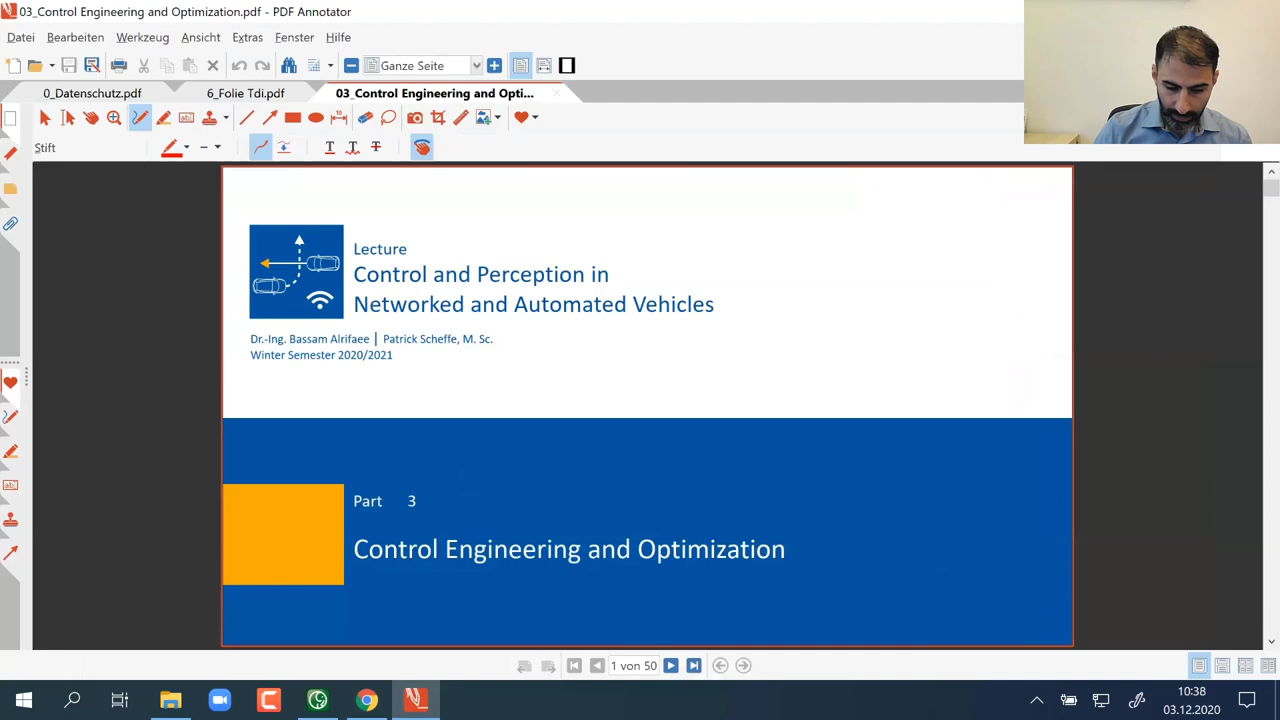 03_Control Engineering and Optimization.pdf - PDF Annotator
Datei Bearbeiten Werkzeug Ansicht Extras Fenster Hilfe
Ganze Seite
0_Datenschutz.pdf 6_Folie Tdi.pdf 03_Control Engineering and Opti...
Stift
Lecture
Control and Perception in
Networked and Automated Vehicles
Dr.-Ing. Bassam Alrifaee | Patrick Scheffe, M. Sc.
Winter Semester 2020/2021
Part 3
Control Engineering and Optimization
1 von 50
10:38
03.12.2020